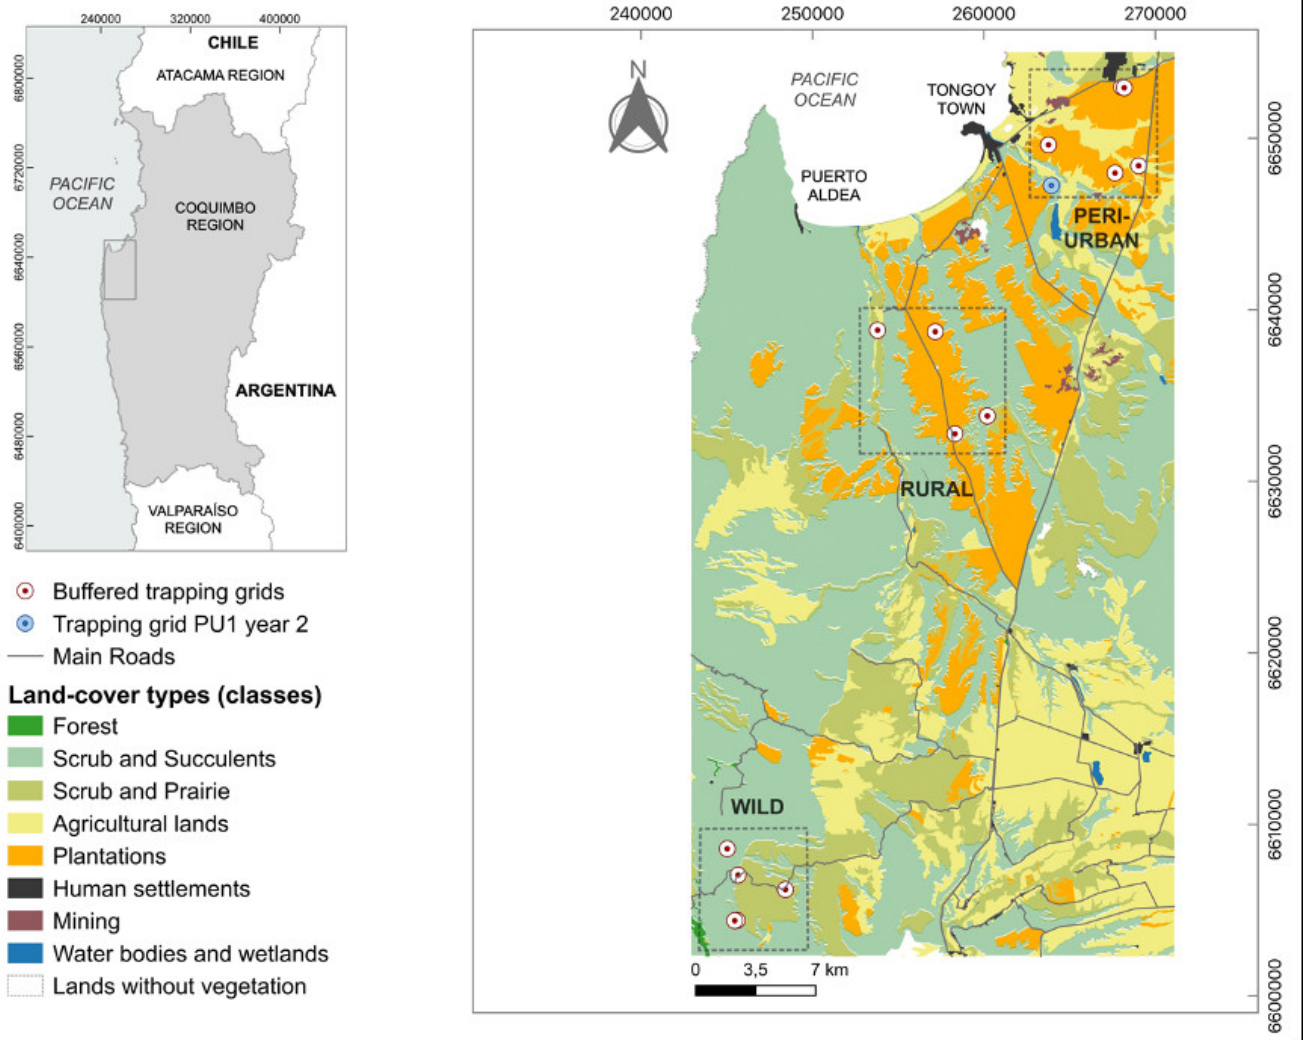 240000 320000 400000
CHILE
ATACAMA REGION
PACIFIC
OCEAN
COQUIMBO
REGION
ARGENTINA
VALPARAÍSO
REGION
6800000
6720000
6640000
6560000
6480000
6400000
Buffered trapping grids
Trapping grid PU1 year 2
Main Roads
Land-cover types (classes)
Forest
Scrub and Succulents
Scrub and Prairie
Agricultural lands
Plantations
Human settlements
Mining
Water bodies and wetlands
Lands without vegetation
240000 250000 260000 270000
N
PACIFIC
OCEAN
TONGOY
TOWN
PUERTO
ALDEA
PERI-
URBAN
RURAL
WILD
0 3,5 7 km
6650000
6640000
6630000
6620000
6610000
6600000